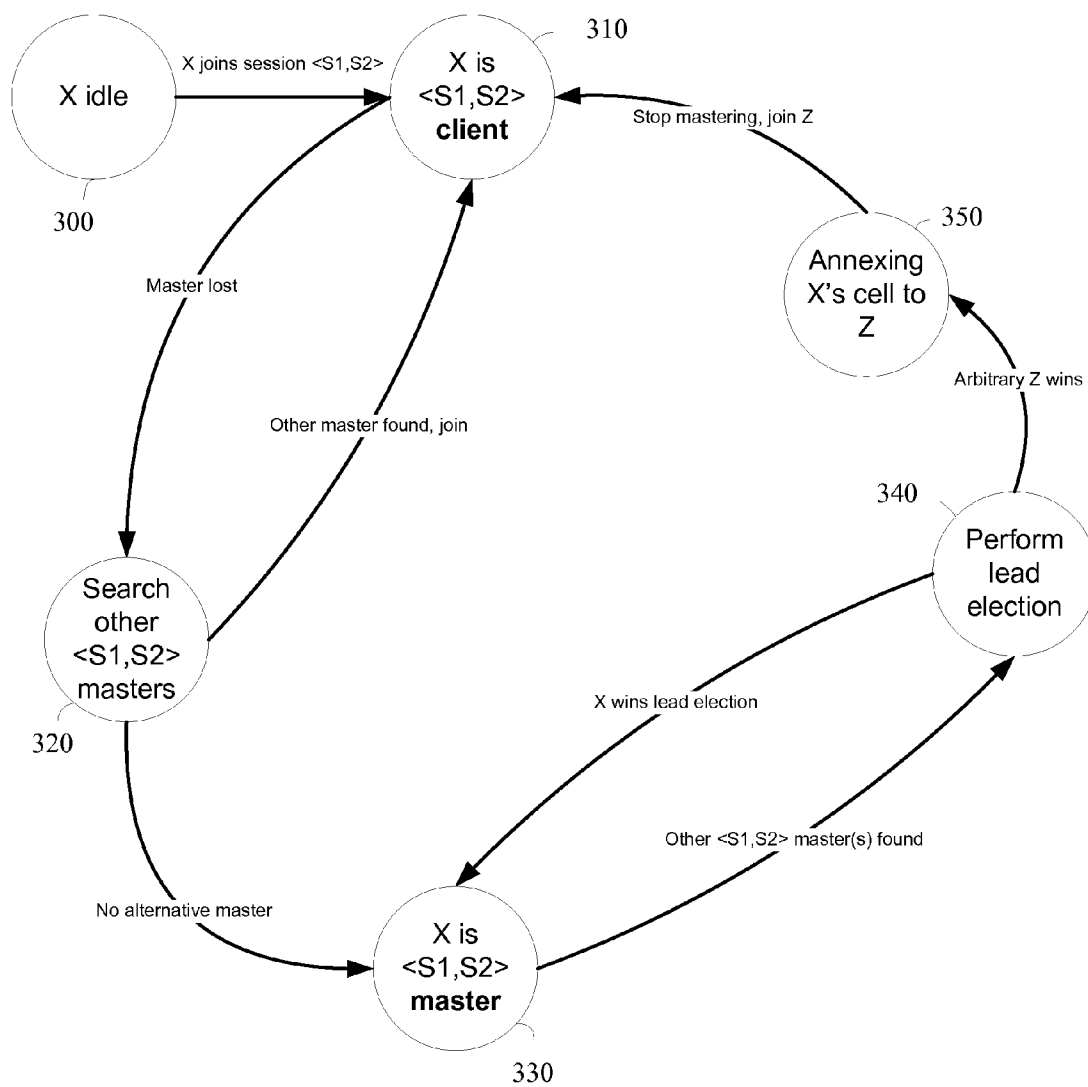 310
X joins session <S1,S2>
X idle
X is
<S1,S2>
client
Stop mastering, join Z
300
350
Annexing
X's cell to
Z
Master lost
Arbitrary Z wins
Other master found, join
340
Perform
lead
election
Search
other
<S1,S2>
masters
X wins lead election
320
Other <S1,S2> master(s) found
No alternative master
X is
<S1,S2>
master
330